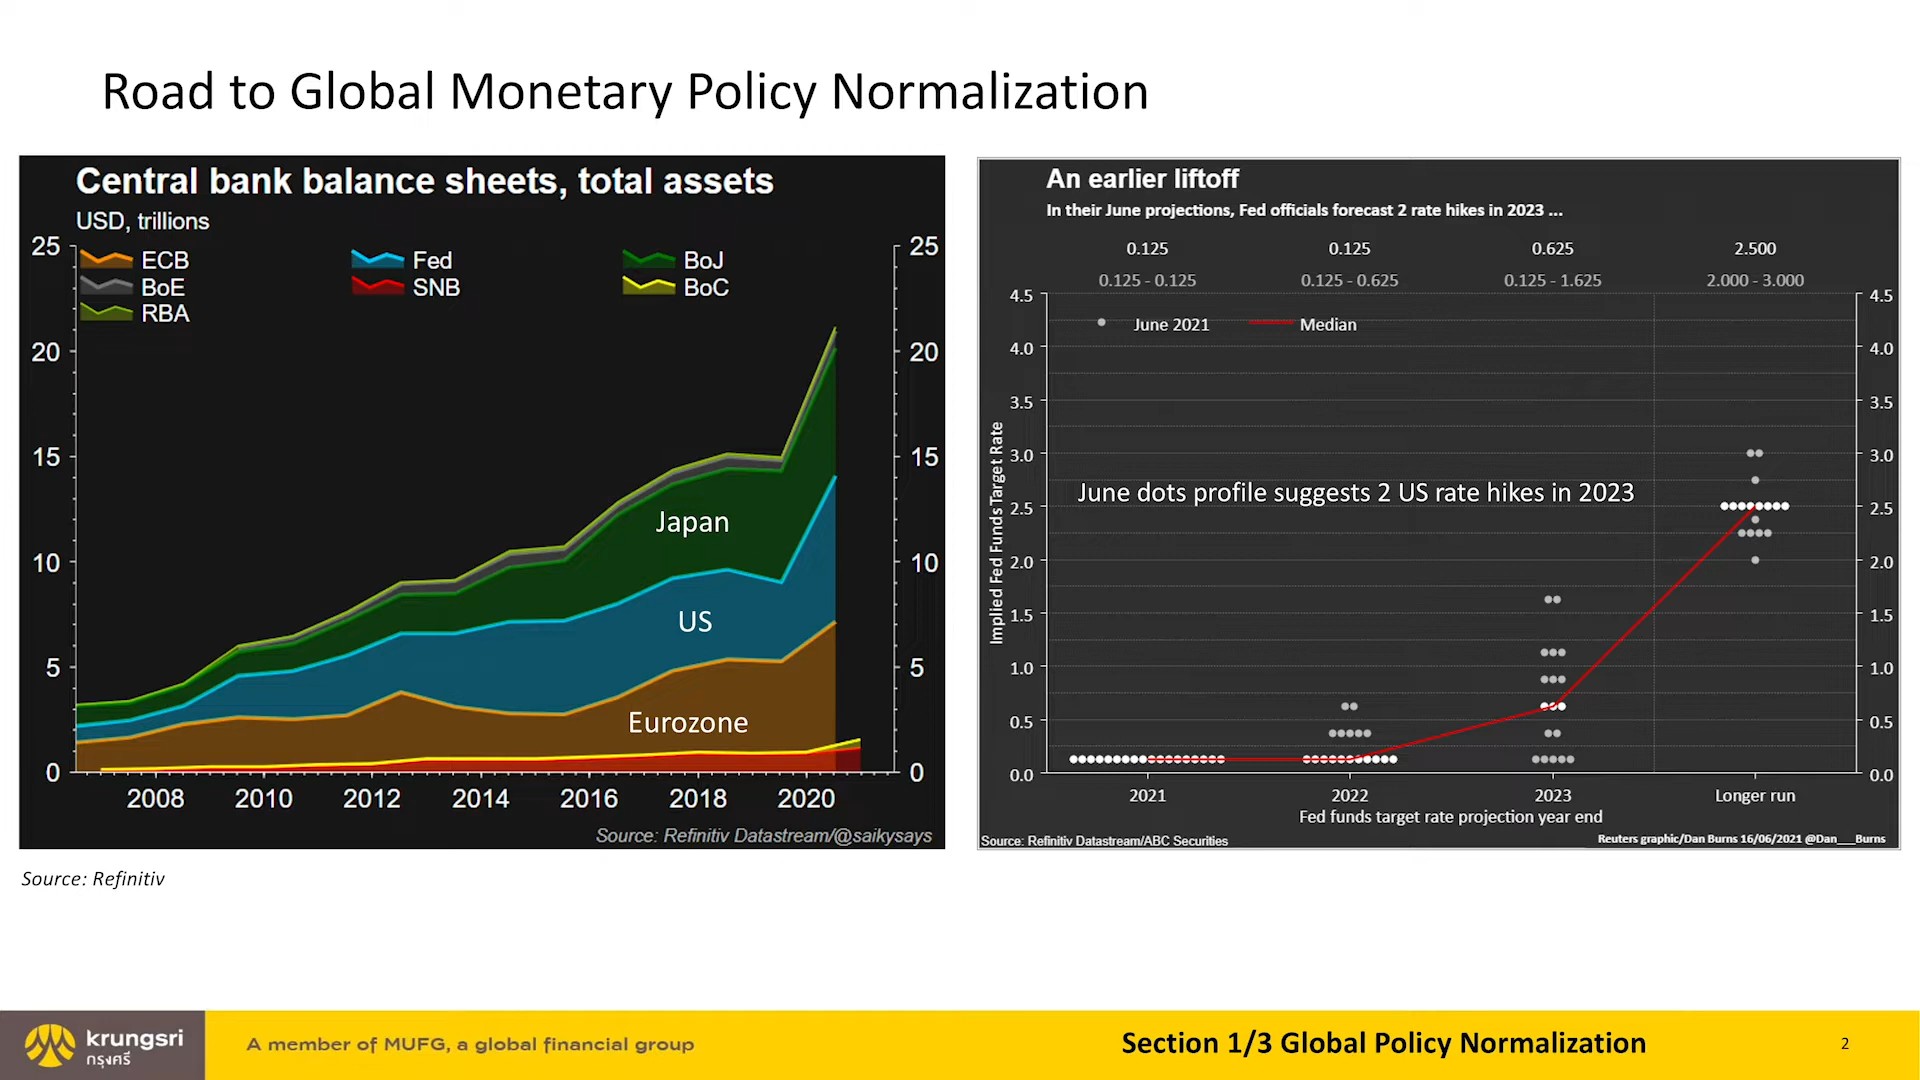 Road to Global Monetary Policy Normalization
Central bank balance sheets, total assets
USD, trillions
25 25
ECB Fed BoJ
BoE SNB BoC
RBA
20 20
15 15
Japan
10 10
US
5 5
Eurozone
0 0
2008 2010 2012 2014 2016 2018 2020
Source: Refinitiv Datastream/@saikysays
Source: Refinitiv
An earlier liftoff
In their June projections, Fed officials forecast 2 rate hikes in 2023 ...
0.125 0.125 0.625 2.500
0.125 - 0.125 0.125 - 0.625 0.125 - 1.625 2.000 - 3.000
4.5 4.5
June 2021 Median
4.0 4.0
3.5 3.5
3.0 3.0
June dots profile suggests 2 US rate hikes in 2023
2.5 2.5
2.0 2.0
1.5 1.5
1.0 1.0
0.5 0.5
0.0 0.0
Implied Fed Funds Target Rate
2021 2022 2023 Longer run
Fed funds target rate projection year end
Source: Refinitiv Datastream/ABC Securities
Reuters graphic/Dan Burns 16/06/2021 @Dan___Burns
krungsri
กรุงศรี
A member of MUFG, a global financial group
Section 1/3 Global Policy Normalization
2